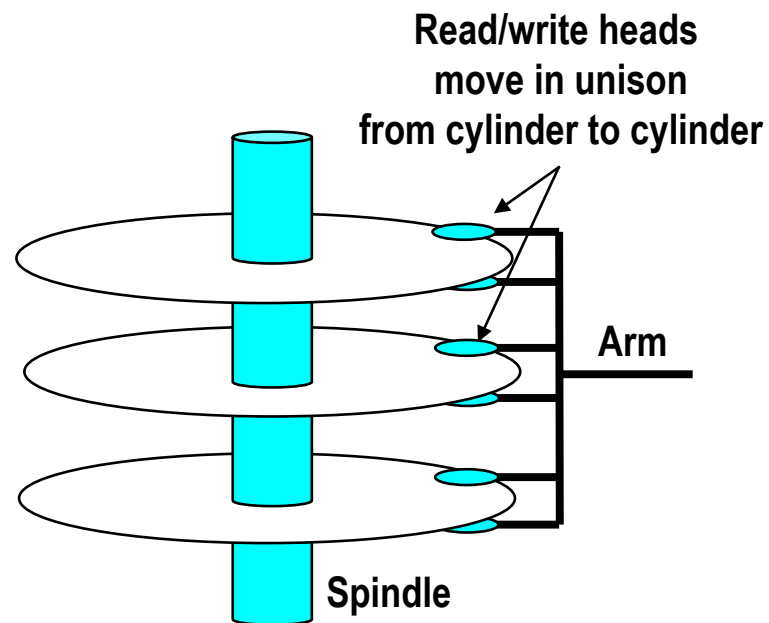 Read/write heads
move in unison
from cylinder to cylinder
Arm
Spindle